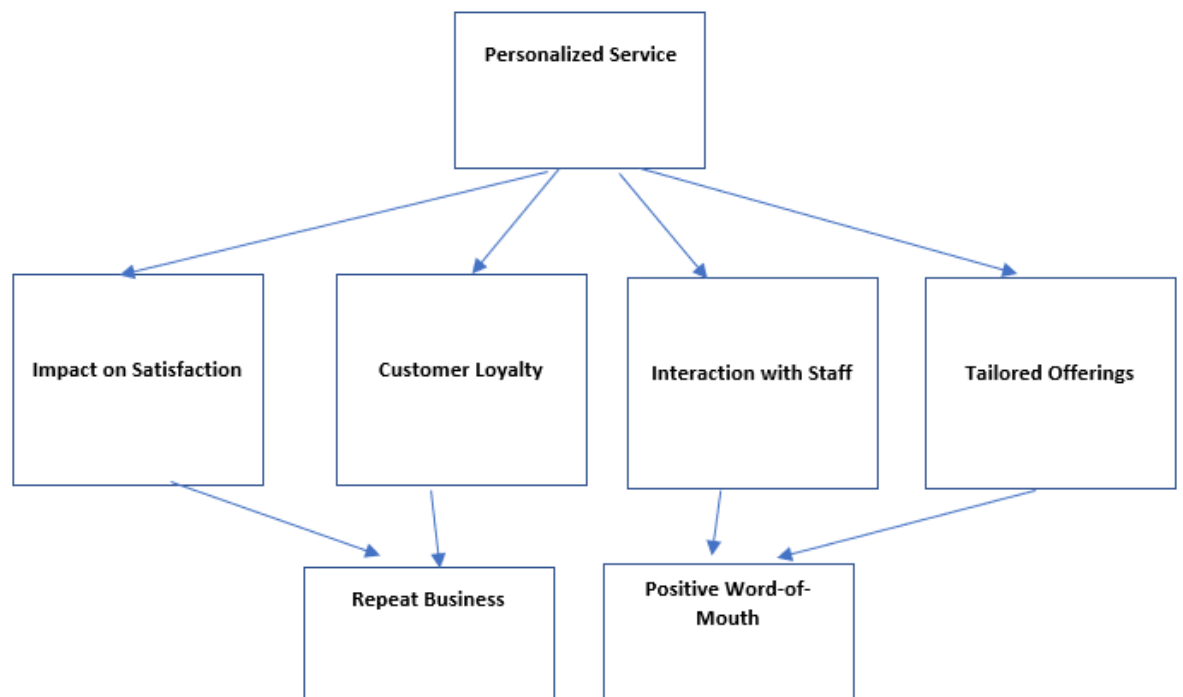 Personalized Service
Impact on Satisfaction
Customer Loyalty
Interaction with Staff
Tailored Offerings
Repeat Business
Positive Word-of-
Mouth